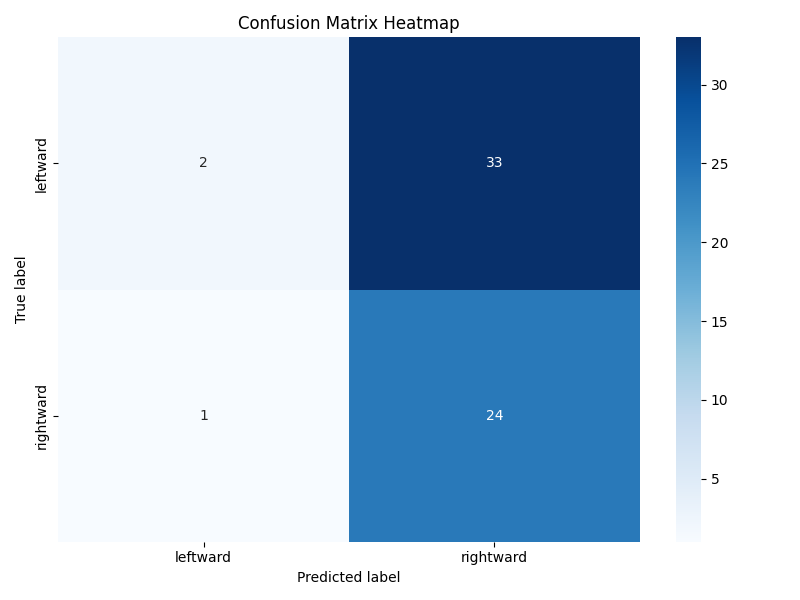 Confusion Matrix Heatmap
True label
leftward
2
33
rightward
1
24
leftward
rightward
Predicted label
30
25
20
15
10
5